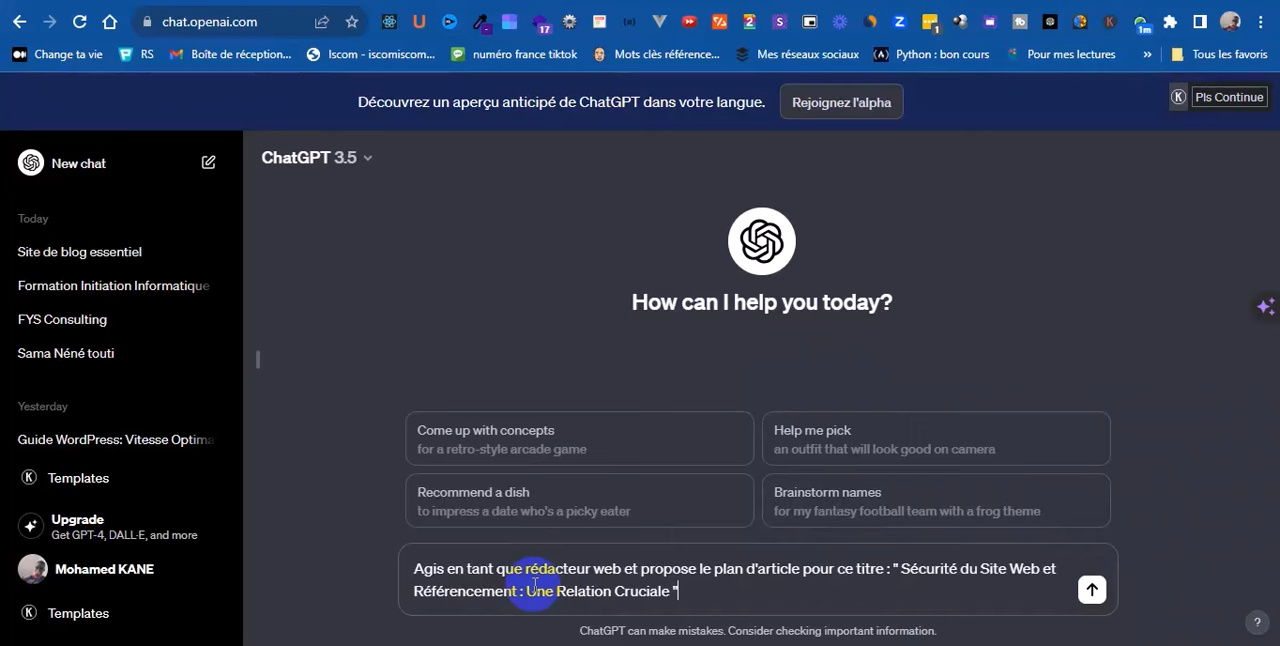 chat.openai.com
17
2
1
1m
Change ta vie
RS
Boîte de réception...
Iscom — iscomiscom...
numéro france tiktok
Mots clès référence...
Mes réseaux sociaux
Python : bon cours
Pour mes lectures
»
Tous les favoris
Découvrez un aperçu anticipé de ChatGPT dans votre langue.
Rejoignez l'alpha
K
Pls Continue
New chat
ChatGPT 3.5
Today
Site de blog essentiel
Formation Initiation Informatique
FYS Consulting
Sama Néné touti
Yesterday
Guide WordPress: Vitesse Optima
K
Templates
Upgrade
Get GPT-4, DALL-E, and more
Mohamed KANE
K
Templates
How can I help you today?
Come up with concepts
for a retro-style arcade game
Help me pick
an outfit that will look good on camera
Recommend a dish
to impress a date who's a picky eater
Brainstorm names
for my fantasy football team with a frog theme
Agis en tant que rédacteur web et propose le plan d'article pour ce titre : " Sécurité du Site Web et
Référencement : Une Relation Cruciale "
ChatGPT can make mistakes. Consider checking important information.
?